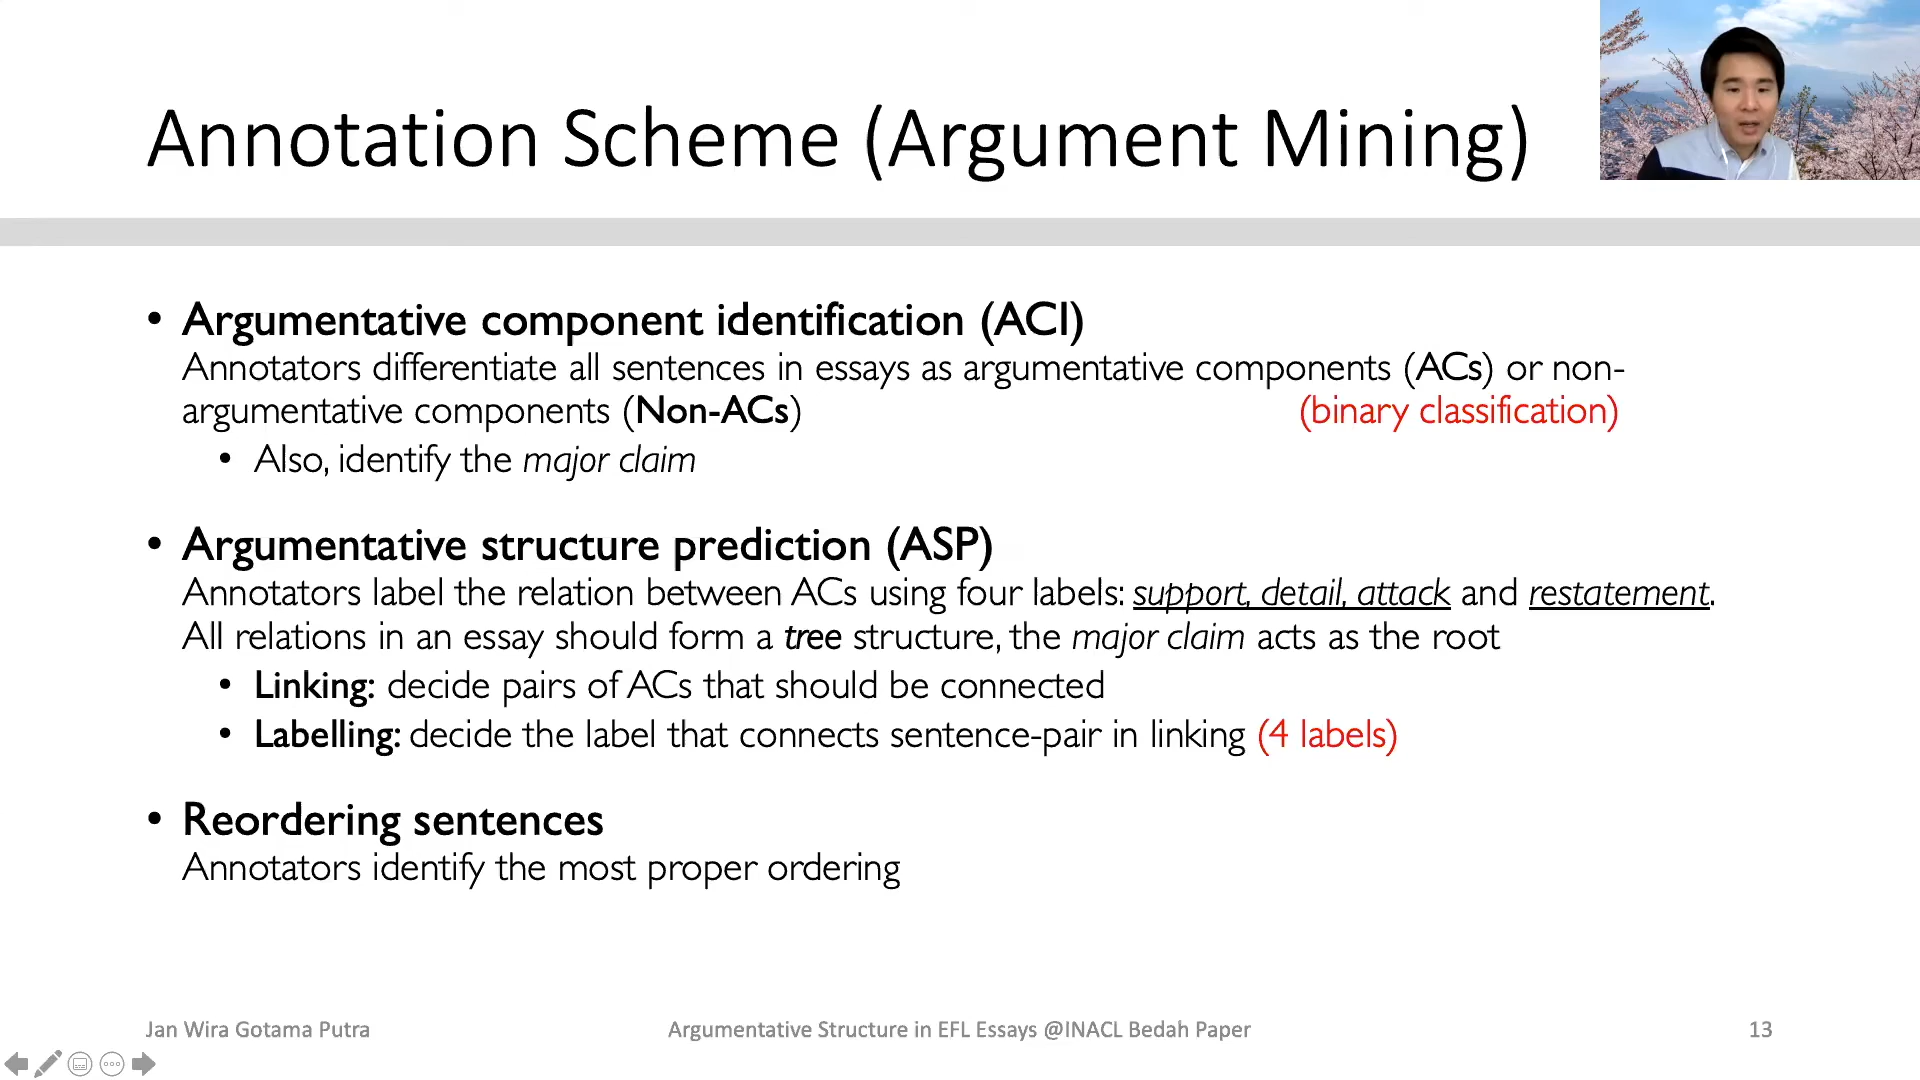 Annotation Scheme (Argument Mining)
• Argumentative component identification (ACI)
Annotators differentiate all sentences in essays as argumentative components (ACs) or non-
argumentative components (Non-ACs) (binary classification)
• Also, identify the major claim
• Argumentative structure prediction (ASP)
Annotators label the relation between ACs using four labels: support, detail, attack and restatement.
All relations in an essay should form a tree structure, the major claim acts as the root
• Linking: decide pairs of ACs that should be connected
• Labelling: decide the label that connects sentence-pair in linking (4 labels)
• Reordering sentences
Annotators identify the most proper ordering
Jan Wira Gotama Putra Argumentative Structure in EFL Essays @INACL Bedah Paper 13